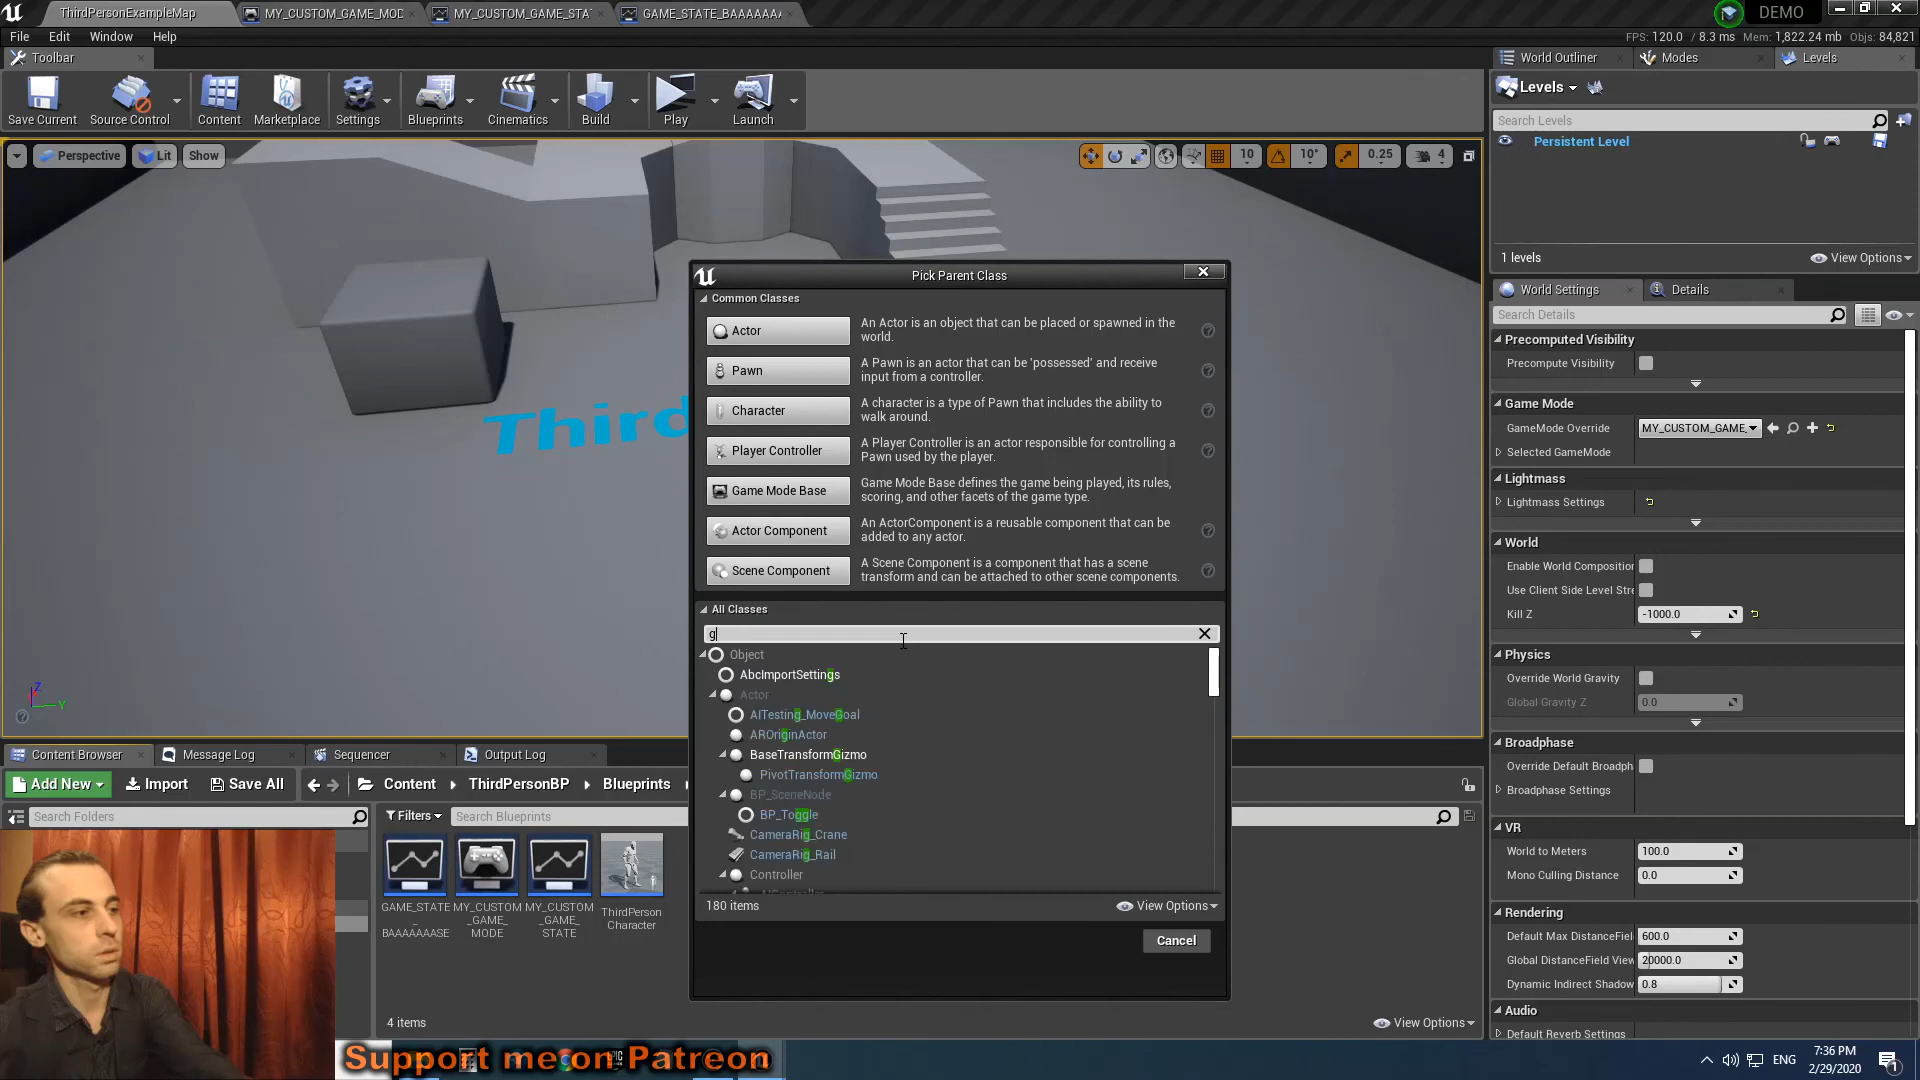 ThirdPersonExampleMap
MY_CUSTOM_GAME_MOD
MY_CUSTOM_GAME_STA
GAME_STATE_BAAAAAAA
DEMO
File Edit Window Help
FPS: 120.0 / 8.3 ms Mem: 1,822.24 mb Objs: 84,821
Toolbar
Save Current Source Control Content Marketplace Settings Blueprints Cinematics Build Play Launch
Perspective Lit Show
10 10° 0.25 4
Third
Pick Parent Class
Common Classes
Actor
An Actor is an object that can be placed or spawned in the
world.
Pawn
A Pawn is an actor that can be 'possessed' and receive
input from a controller.
Character
A character is a type of Pawn that includes the ability to
walk around.
Player Controller
A Player Controller is an actor responsible for controlling a
Pawn used by the player.
Game Mode Base
Game Mode Base defines the game being played, its rules,
scoring, and other facets of the game type.
Actor Component
An ActorComponent is a reusable component that can be
added to any actor.
Scene Component
A Scene Component is a component that has a scene
transform and can be attached to other scene components.
All Classes
g
Object
AbcImportSettings
Actor
AITesting_MoveGoal
AROriginActor
BaseTransformGizmo
PivotTransformGizmo
BP_SceneNode
BP_Toggle
CameraRig_Crane
CameraRig_Rail
Controller
180 items
View Options
Cancel
World Outliner Modes Levels
Levels
Search Levels
Persistent Level
1 levels
View Options
World Settings Details
Search Details
Precomputed Visibility
Precompute Visibility
Game Mode
GameMode Override MY_CUSTOM_GAME_
Selected GameMode
Lightmass
Lightmass Settings
World
Enable World Composition
Use Client Side Level Stre
Kill Z -1000.0
Physics
Override World Gravity
Global Gravity Z 0.0
Broadphase
Override Default Broadph
Broadphase Settings
VR
World to Meters 100.0
Mono Culling Distance 0.0
Rendering
Default Max DistanceFiel 600.0
Global DistanceField View 20000.0
Dynamic Indirect Shadow 0.8
Audio
Default Reverb Settings
Content Browser Message Log Sequencer Output Log
Add New Import Save All Content ThirdPersonBP Blueprints
Search Folders
Filters
Search Blueprints
GAME_STATE
BAAAAAAASE
MY_CUSTOM
_GAME_
MODE
MY_CUSTOM
_GAME_
STATE
ThirdPerson
Character
4 items
View Options
Support me on Patreon
ENG
7:36 PM
2/29/2020
1
Z
Y